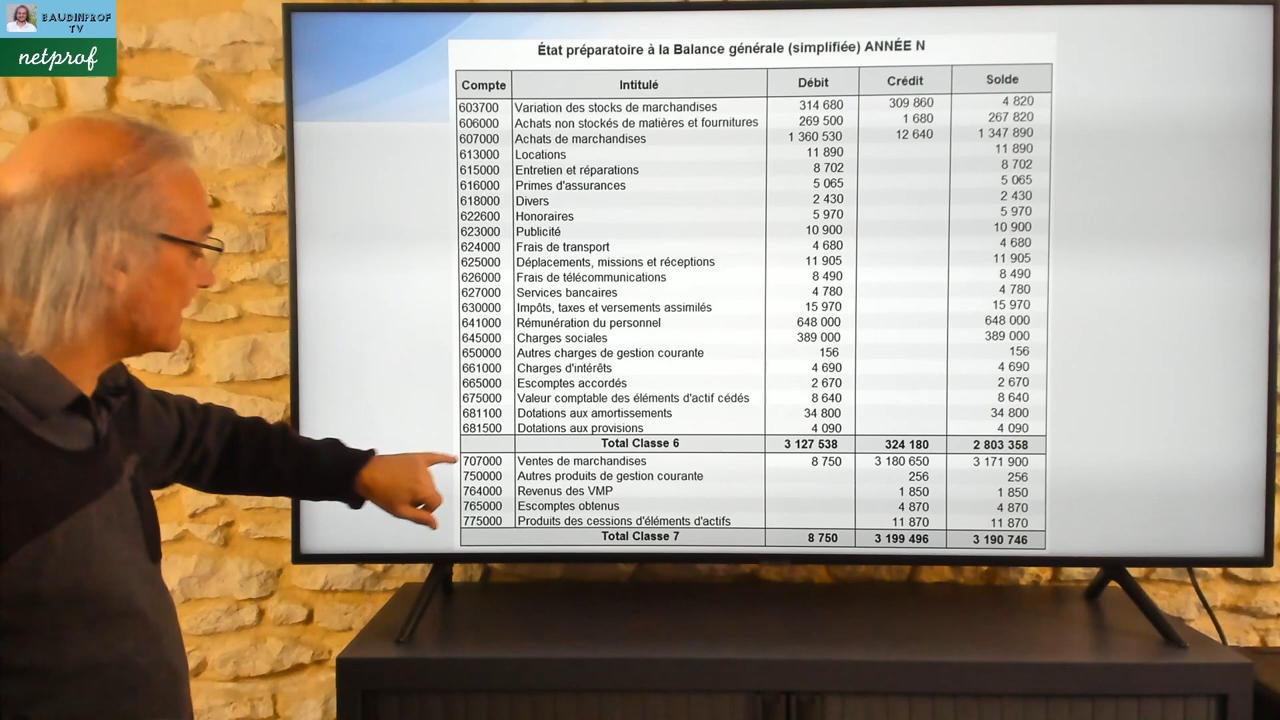 BAUDINPROF
TV
netprof
État préparatoire à la Balance générale (simplifiée) ANNÉE N
Compte Intitulé Débit Crédit Solde
603700 Variation des stocks de marchandises 314 680 309 860 4 820
606000 Achats non stockés de matières et fournitures 269 500 1 680 267 820
607000 Achats de marchandises 1 360 530 12 640 1 347 890
613000 Locations 11 890 11 890
615000 Entretien et réparations 8 702 8 702
616000 Primes d'assurances 5 065 5 065
618000 Divers 2 430 2 430
622600 Honoraires 5 970 5 970
623000 Publicité 10 900 10 900
624000 Frais de transport 4 680 4 680
625000 Déplacements, missions et réceptions 11 905 11 905
626000 Frais de télécommunications 8 490 8 490
627000 Services bancaires 4 780 4 780
630000 Impôts, taxes et versements assimilés 15 970 15 970
641000 Rémunération du personnel 648 000 648 000
645000 Charges sociales 389 000 389 000
650000 Autres charges de gestion courante 156 156
661000 Charges d'intérêts 4 690 4 690
665000 Escomptes accordés 2 670 2 670
675000 Valeur comptable des éléments d'actif cédés 8 640 8 640
681100 Dotations aux amortissements 34 800 34 800
681500 Dotations aux provisions 4 090 4 090
Total Classe 6 3 127 538 324 180 2 803 358
707000 Ventes de marchandises 8 750 3 180 650 3 171 900
750000 Autres produits de gestion courante 256 256
764000 Revenus des VMP 1 850 1 850
765000 Escomptes obtenus 4 870 4 870
775000 Produits des cessions d'éléments d'actifs 11 870 11 870
Total Classe 7 8 750 3 199 496 3 190 746